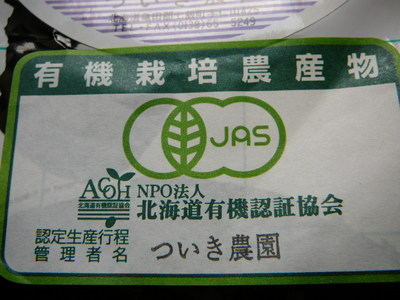 有機栽培農産物
JAS
ACOH
北海道有機認証協会
NPO法人
北海道有機認証協会
認定生産行程
管理者名
ついき農園